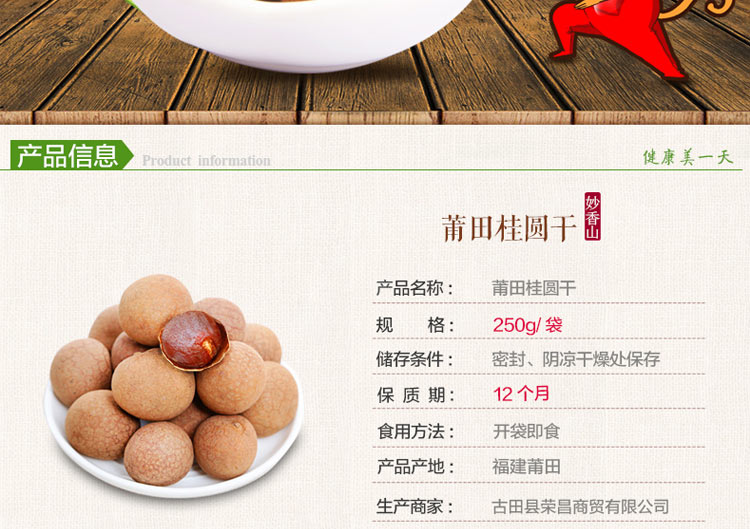 产品信息 Product information 健康美一天
莆田桂圆干 妙香山
产品名称： 莆田桂圆干
规 格： 250g/袋
储存条件： 密封、阴凉干燥处保存
保 质 期： 12个月
食用方法： 开袋即食
产品产地： 福建莆田
生产商家： 古田县荣昌商贸有限公司